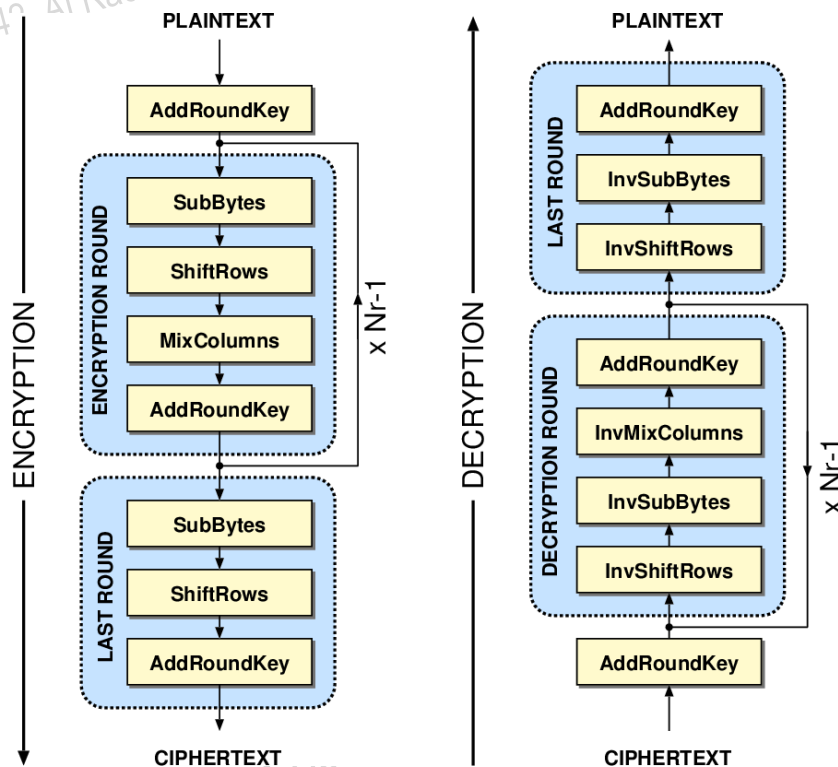 PLAINTEXT
AddRoundKey
ENCRYPTION ROUND
SubBytes
ShiftRows
MixColumns
AddRoundKey
x Nr-1
ENCRYPTION
LAST ROUND
SubBytes
ShiftRows
AddRoundKey
CIPHERTEXT
PLAINTEXT
LAST ROUND
AddRoundKey
InvSubBytes
InvShiftRows
DECRYPTION
DECRYPTION ROUND
AddRoundKey
InvMixColumns
InvSubBytes
InvShiftRows
x Nr-1
AddRoundKey
CIPHERTEXT